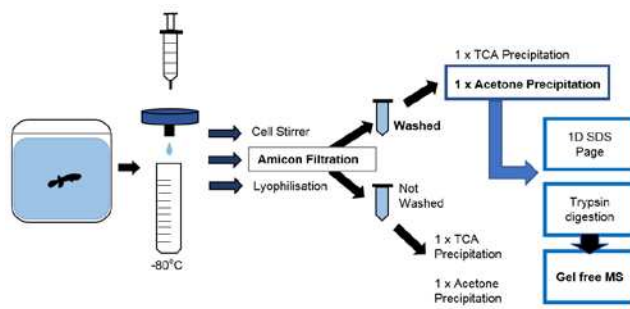 1 x TCA Precipitation
1 x Acetone Precipitation
Washed
Cell Stirrer
Amicon Filtration
Lyophilisation
Not
Washed
1 x TCA
Precipitation
1 x Acetone
Precipitation
-80°C
1D SDS
Page
Trypsin
digestion
Gel free MS